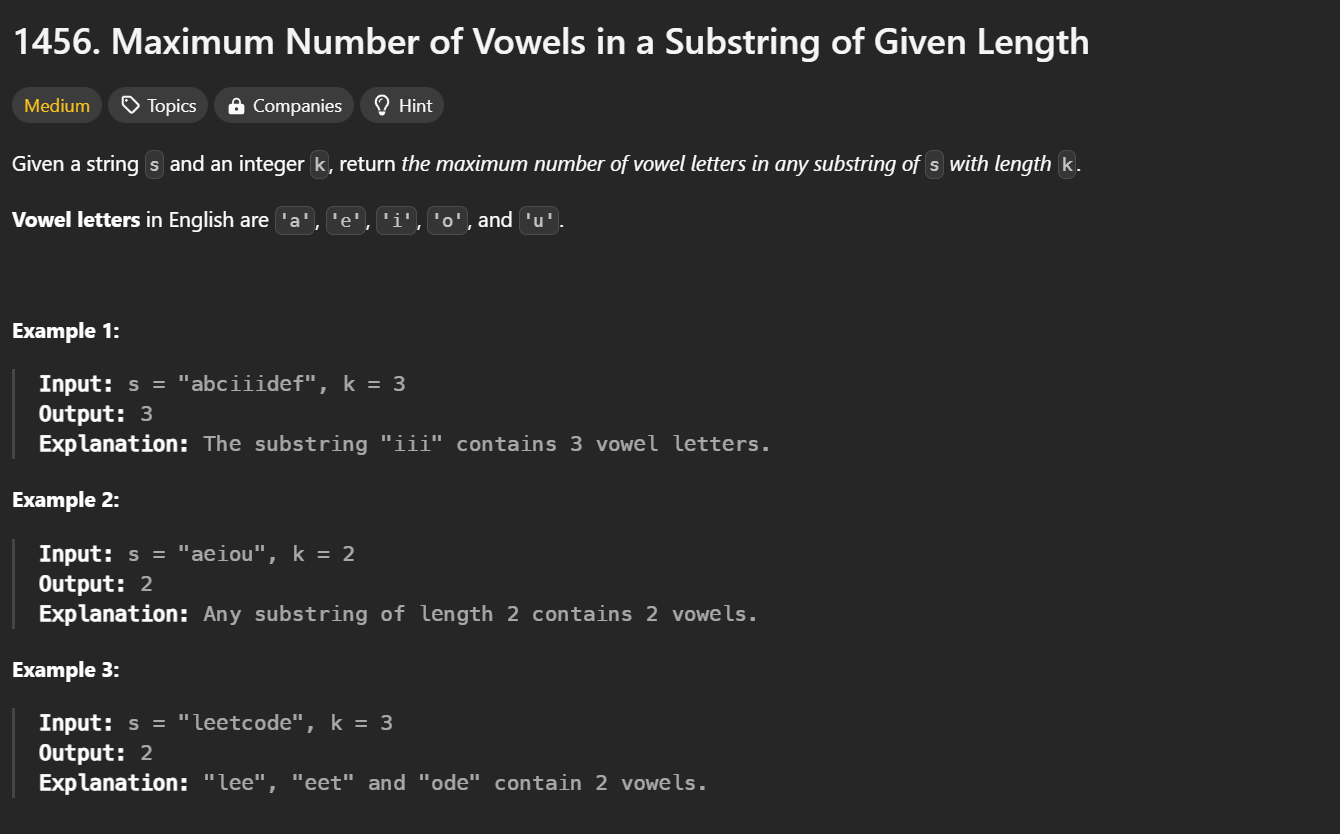 1456. Maximum Number of Vowels in a Substring of Given Length
Medium Topics Companies Hint
Given a string s and an integer k, return the maximum number of vowel letters in any substring of s with length k.
Vowel letters in English are 'a', 'e', 'i', 'o', and 'u'.
Example 1:
Input: s = "abciiidef", k = 3
Output: 3
Explanation: The substring "iii" contains 3 vowel letters.
Example 2:
Input: s = "aeiou", k = 2
Output: 2
Explanation: Any substring of length 2 contains 2 vowels.
Example 3:
Input: s = "leetcode", k = 3
Output: 2
Explanation: "lee", "eet" and "ode" contain 2 vowels.